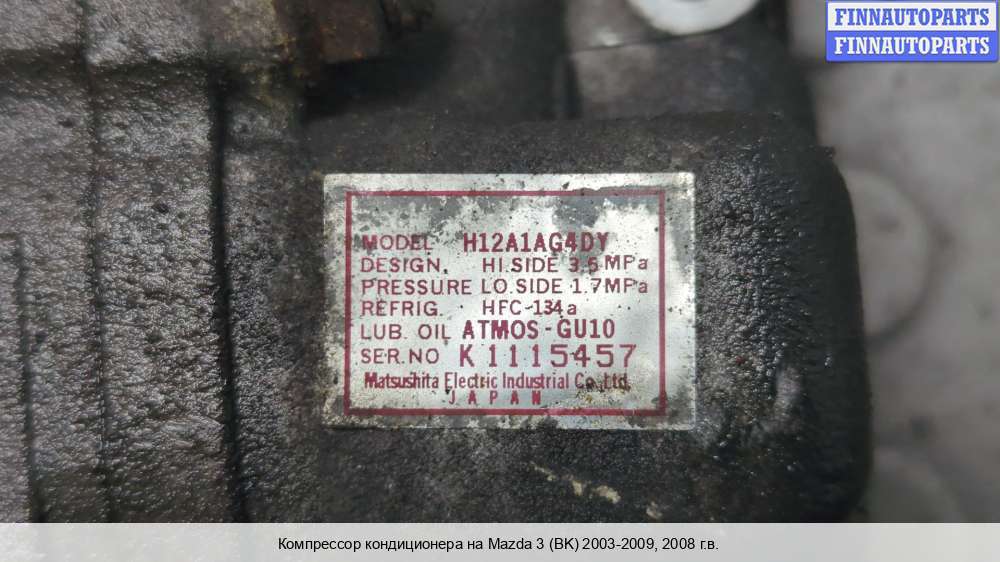 FINNAUTOPARTS
FINNAUTOPARTS
MODEL H12A1AG4DY
DESIGN. HI.SIDE 3.5 MPa
PRESSURE LO.SIDE 1.7MPa
REFRIG. HFC-134a
LUB. OIL ATMOS-GU10
SER.NO K1115457
Matsushita Electric Industrial Co., Ltd.
JAPAN
Компрессор кондиционера на Mazda 3 (BK) 2003-2009, 2008 г.в.